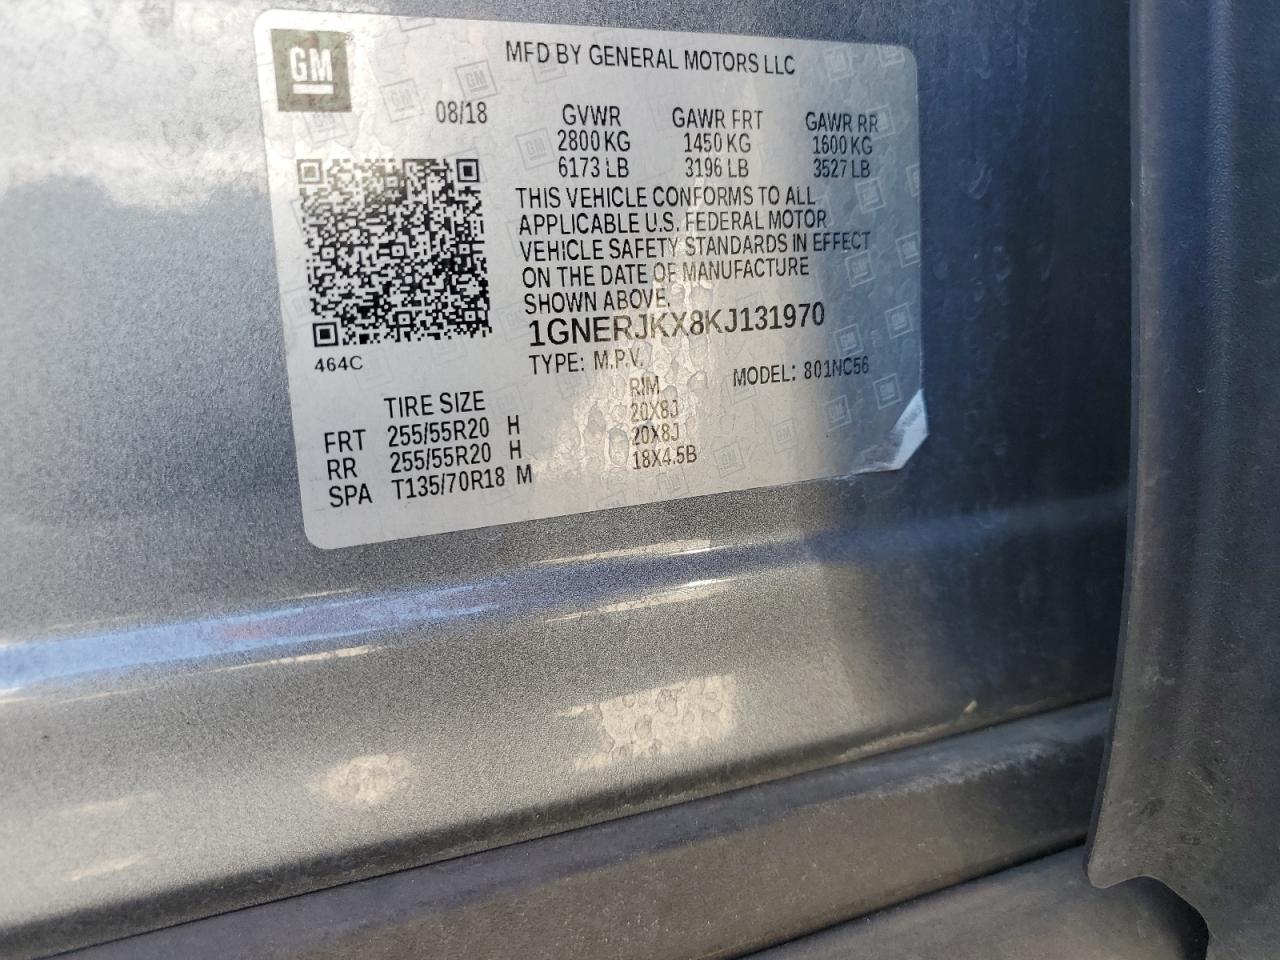 GM
MFD BY GENERAL MOTORS LLC
08/18
GVWR GAWR FRT GAWR RR
2800 KG 1450 KG 1600 KG
6173 LB 3196 LB 3527 LB
THIS VEHICLE CONFORMS TO ALL
APPLICABLE U.S. FEDERAL MOTOR
VEHICLE SAFETY STANDARDS IN EFFECT
ON THE DATE OF MANUFACTURE
SHOWN ABOVE.
1GNERJKX8KJ131970
464C
TYPE: M.P.V. MODEL: 801NC56
TIRE SIZE RIM
FRT 255/55R20 H 20X8J
RR 255/55R20 H 20X8J
SPA T135/70R18 M 18X4.5B